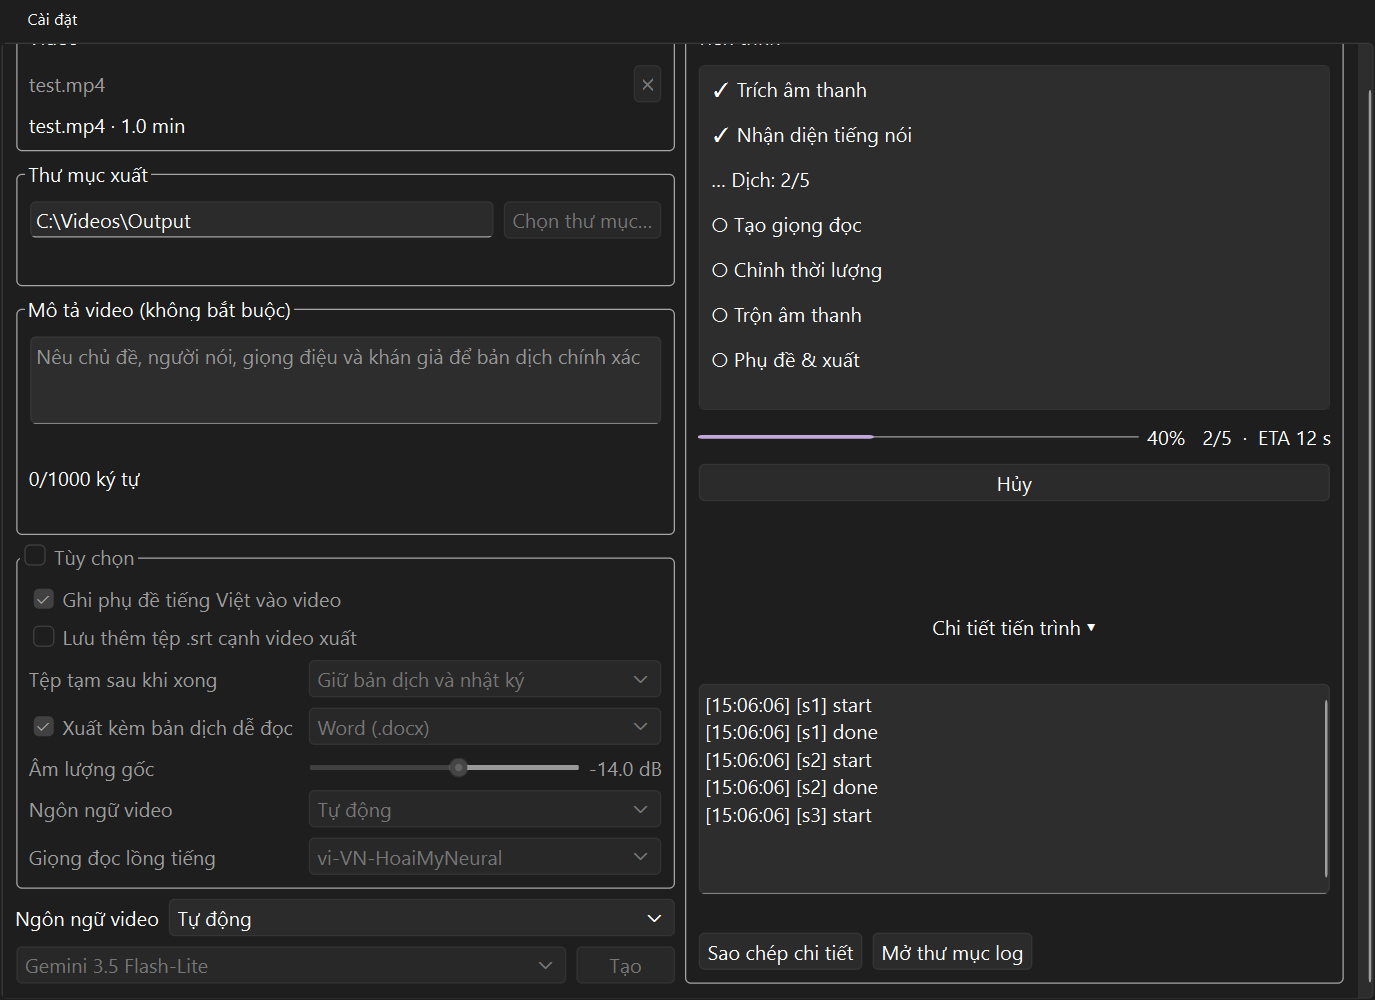 Cài đặt
test.mp4
test.mp4 · 1.0 min
Thư mục xuất
C:\Videos\Output
Chọn thư mục...
Mô tả video (không bắt buộc)
Nêu chủ đề, người nói, giọng điệu và khán giả để bản dịch chính xác
0/1000 ký tự
Tùy chọn
Ghi phụ đề tiếng Việt vào video
Lưu thêm tệp .srt cạnh video xuất
Tệp tạm sau khi xong
Giữ bản dịch và nhật ký
Xuất kèm bản dịch dễ đọc
Word (.docx)
Âm lượng gốc
-14.0 dB
Ngôn ngữ video
Tự động
Giọng đọc lồng tiếng
vi-VN-HoaiMyNeural
Ngôn ngữ video
Tự động
Gemini 3.5 Flash-Lite
Tạo
✓ Trích âm thanh
✓ Nhận diện tiếng nói
... Dịch: 2/5
○ Tạo giọng đọc
○ Chỉnh thời lượng
○ Trộn âm thanh
○ Phụ đề & xuất
40% 2/5 · ETA 12 s
Hủy
Chi tiết tiến trình ▾
[15:06:06] [s1] start
[15:06:06] [s1] done
[15:06:06] [s2] start
[15:06:06] [s2] done
[15:06:06] [s3] start
Sao chép chi tiết
Mở thư mục log